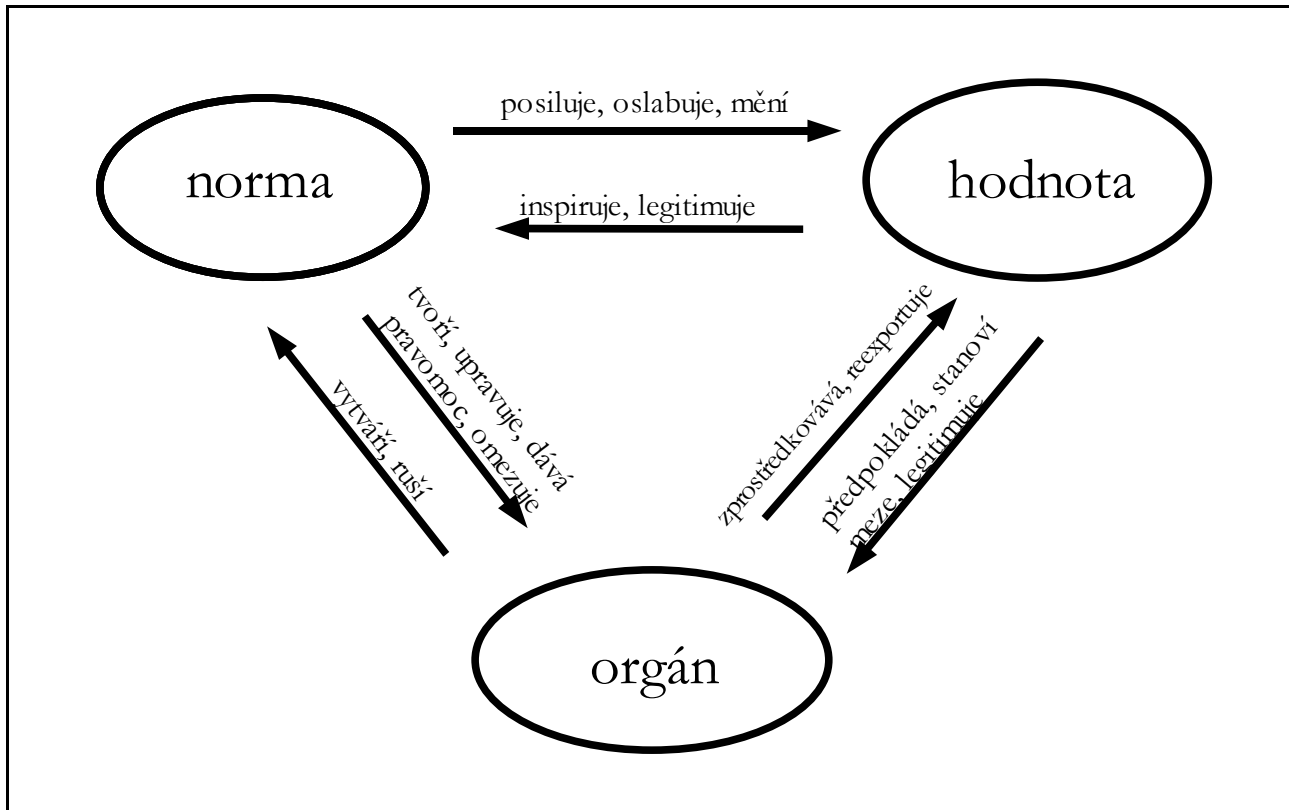 posiluje, oslabuje, mění
norma
hodnota
inspiruje, legitimuje
tvoří, upravuje, dává
pravomoc, omezuje
vytváří, ruší
zprostředkovává, reexportuje
předpokládá, stanoví
meze, legitimuje
orgán